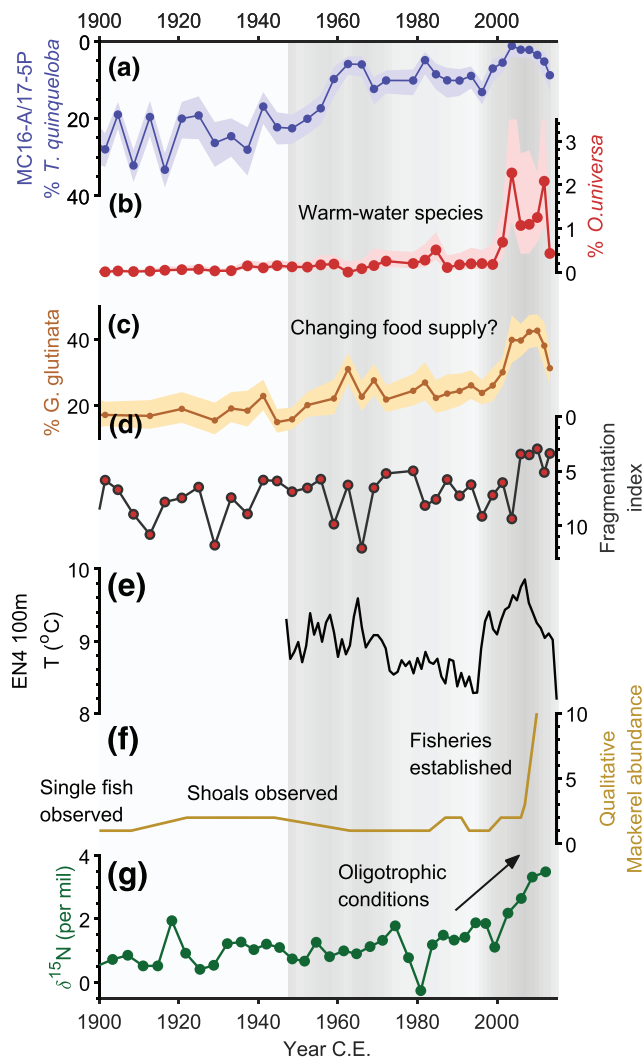 1900 1920 1940 1960 1980 2000
(a)
MC16-A/17-5P
% T. quinqueloba
0
20
40
(b)
Warm-water species
3
2
1
0
% O.universa
(c)
Changing food supply?
% G. glutinata
40
20
(d)
0
5
10
Fragmentation
index
(e)
EN4 100m
T (°C)
10
9
8
(f)
Single fish
observed
Shoals observed
Fisheries
established
10
5
0
Qualitative
Mackerel abundance
(g)
Oligotrophic
conditions
δ15N (per mil)
4
2
0
1900 1920 1940 1960 1980 2000
Year C.E.